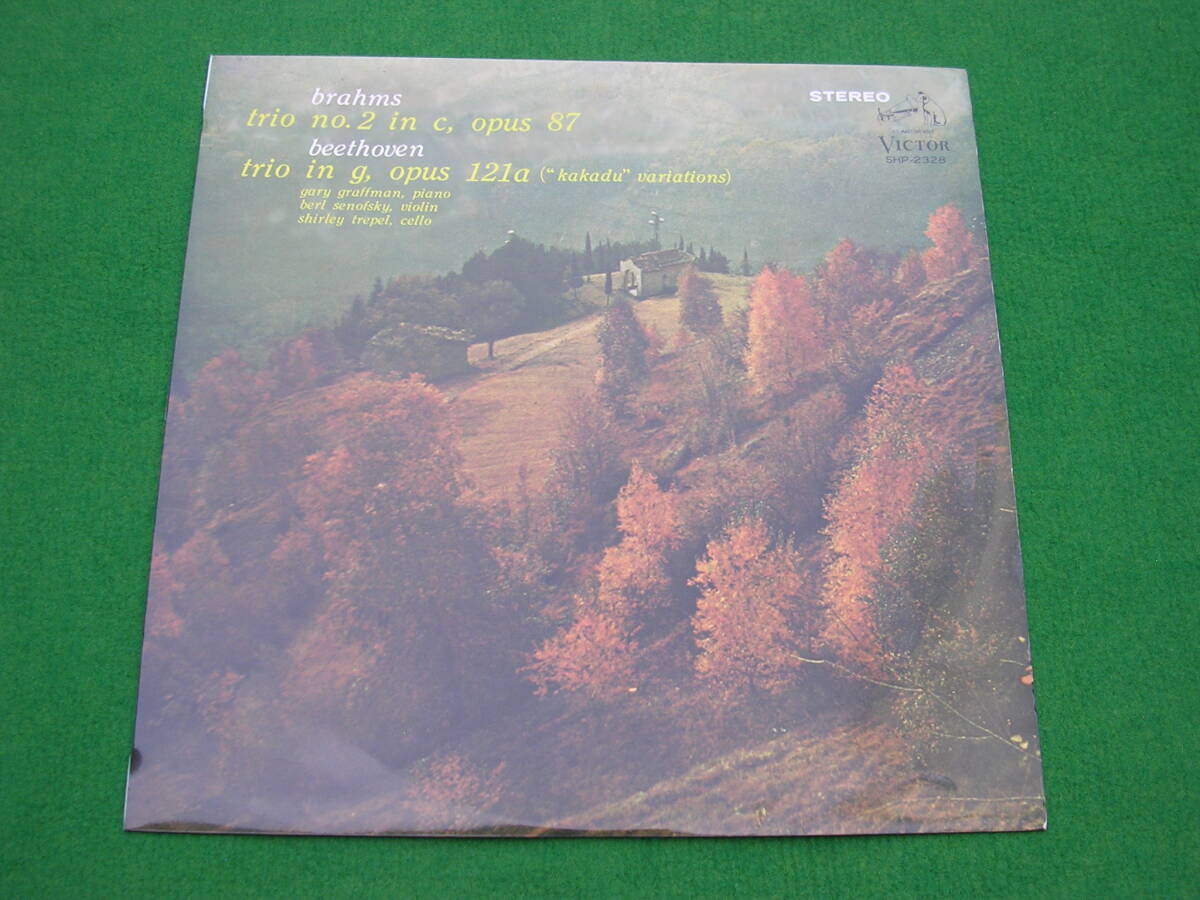 brahms
trio no.2 in c, opus 87
beethoven
trio in g, opus 121a ("kakadu" variations)
gary graffman, piano
berl senofsky, violin
shirley trepel, cello
STEREO
VICTOR
SHP-2328